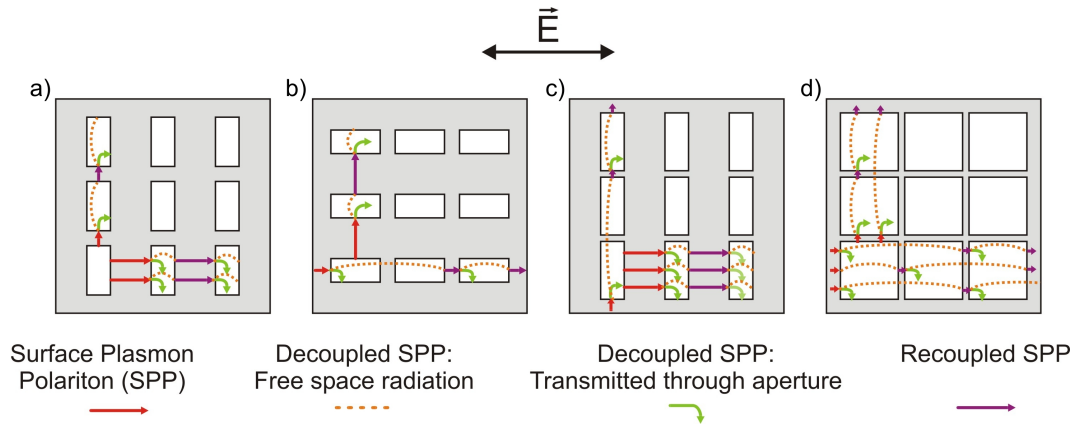 E
a)
b)
c)
d)
Surface Plasmon
Polariton (SPP)
Decoupled SPP:
Free space radiation
Decoupled SPP:
Transmitted through aperture
Recoupled SPP